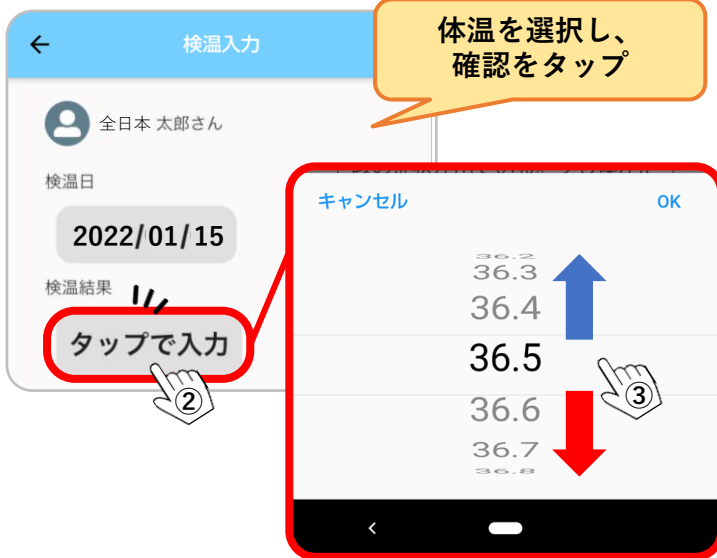 検温入力
体温を選択し、
確認をタップ
全日本 太郎さん
検温日
2022/01/15
検温結果
タップで入力
②
キャンセル
OK
36.2
36.3
36.4
36.5
36.6
36.7
36.8
③